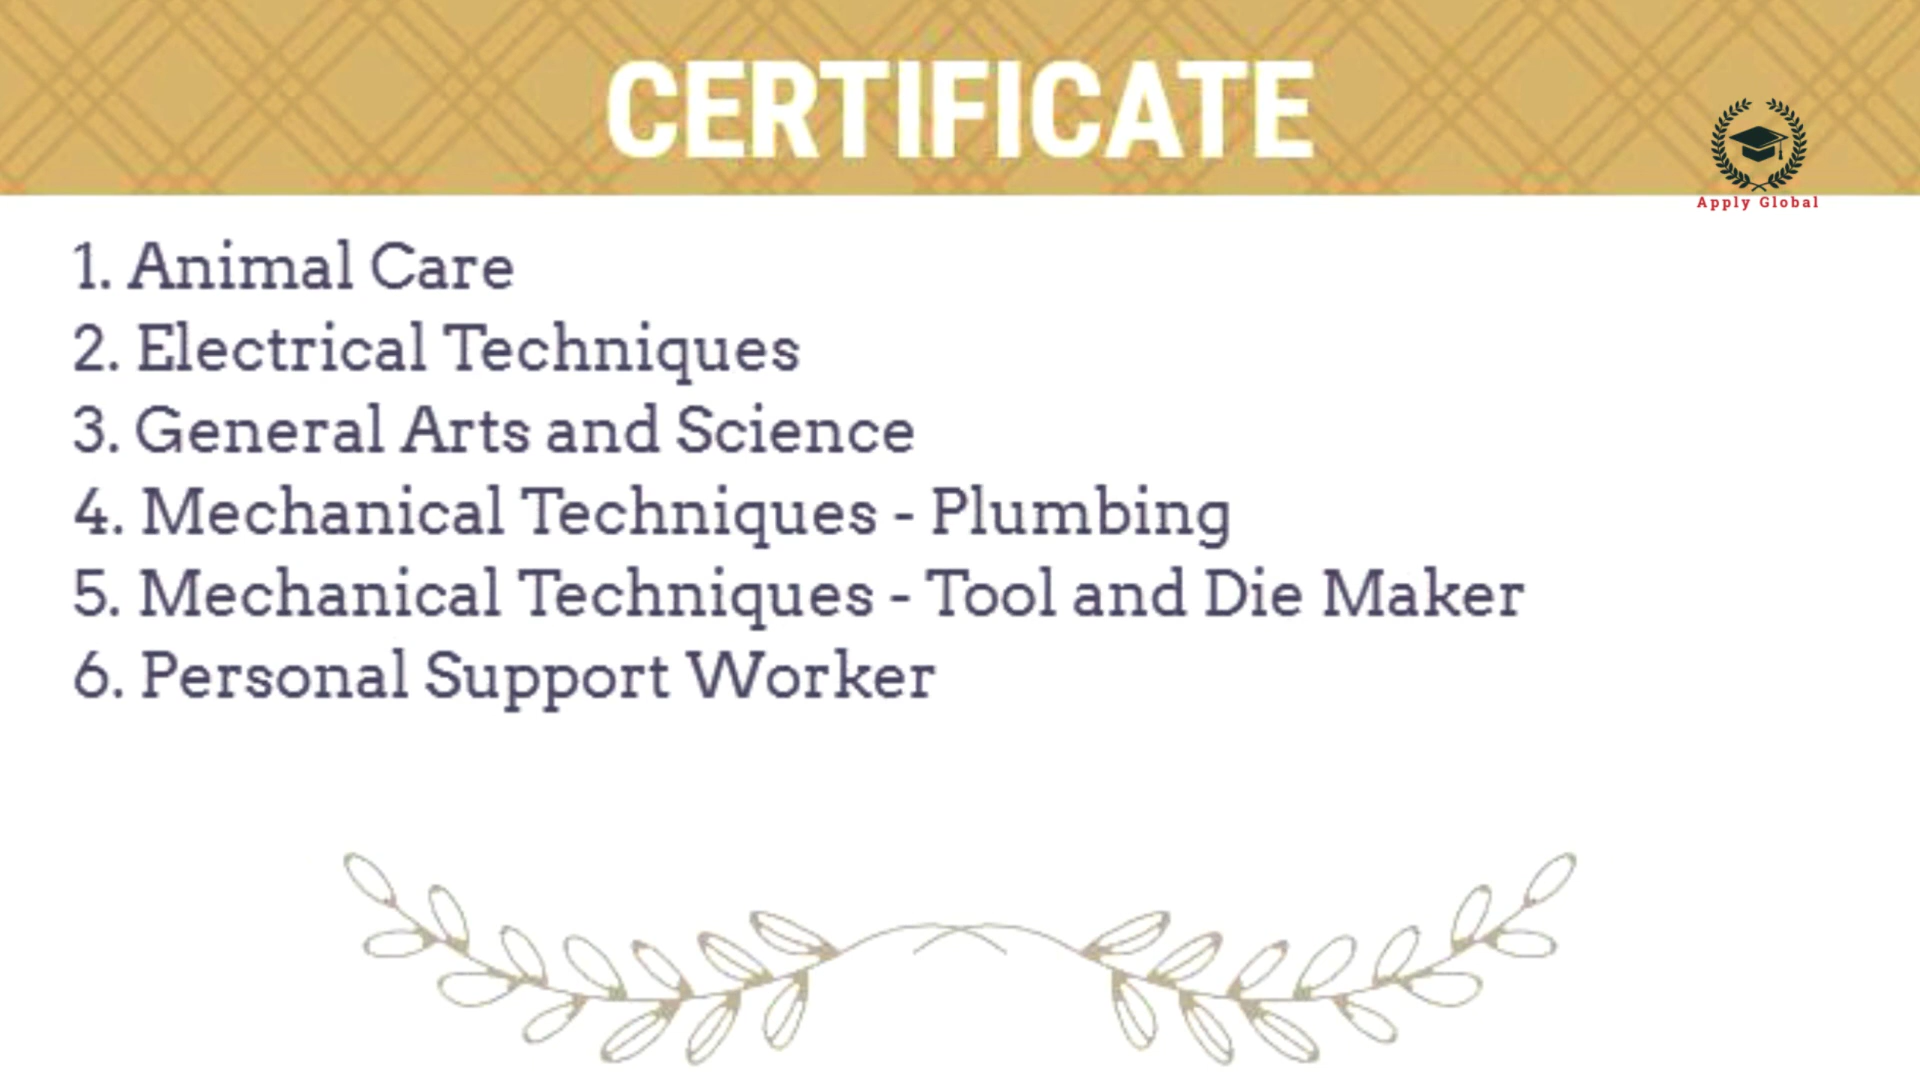 CERTIFICATE
Apply Global
1. Animal Care
2. Electrical Techniques
3. General Arts and Science
4. Mechanical Techniques - Plumbing
5. Mechanical Techniques - Tool and Die Maker
6. Personal Support Worker